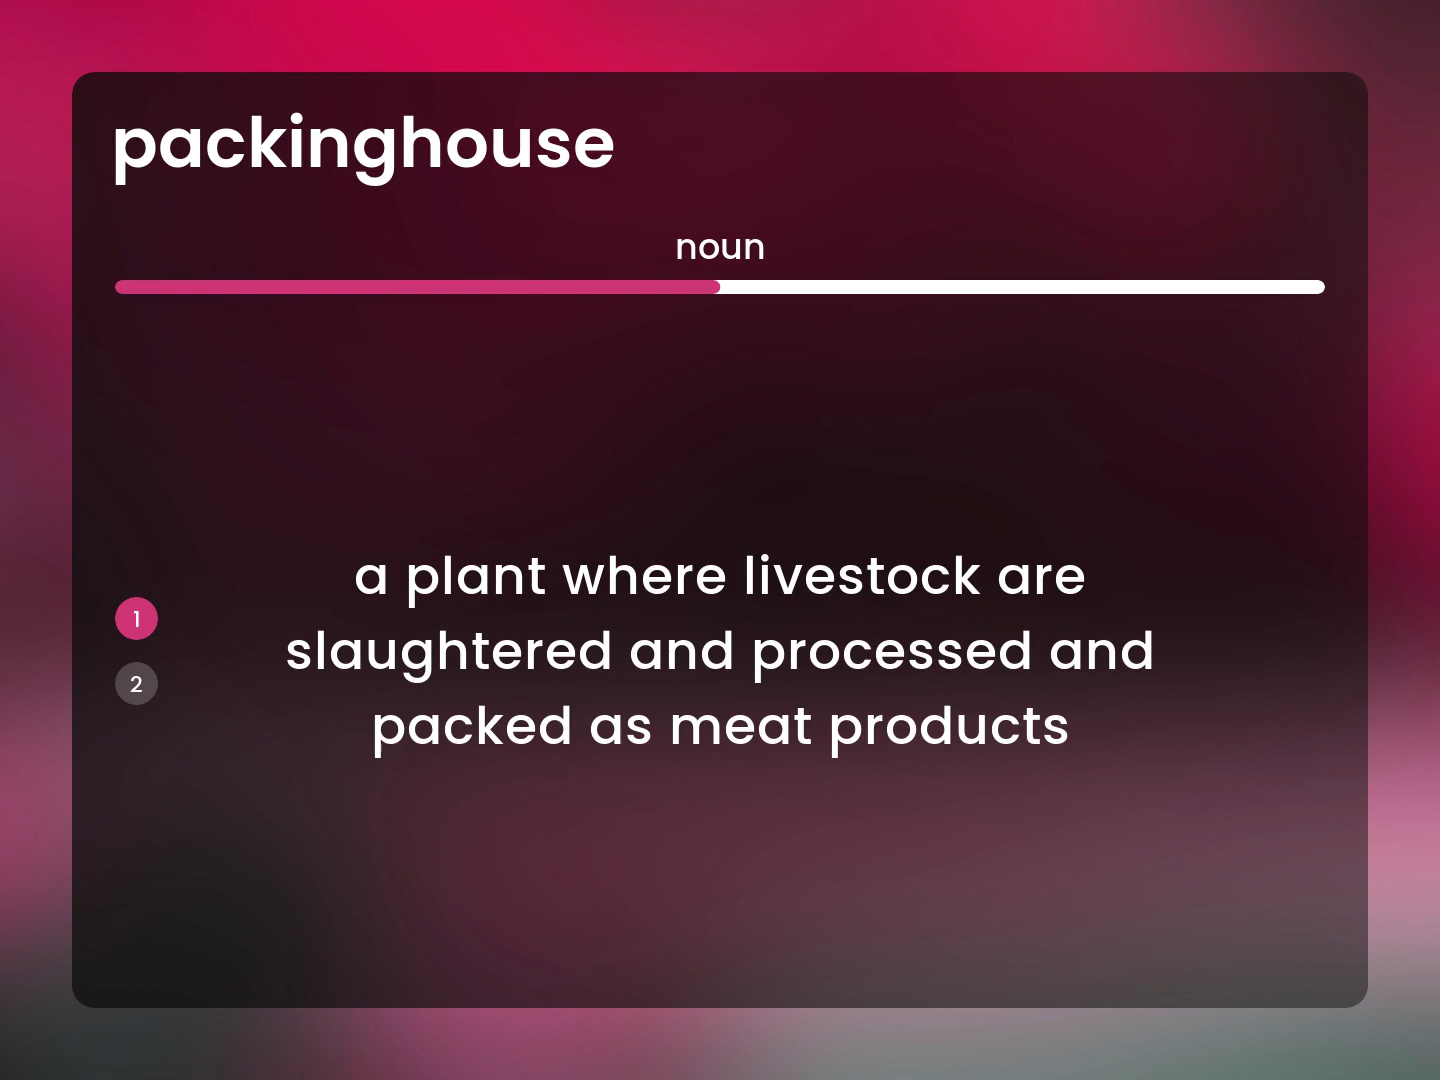 packinghouse
noun
a plant where livestock are
slaughtered and processed and
packed as meat products
1
2